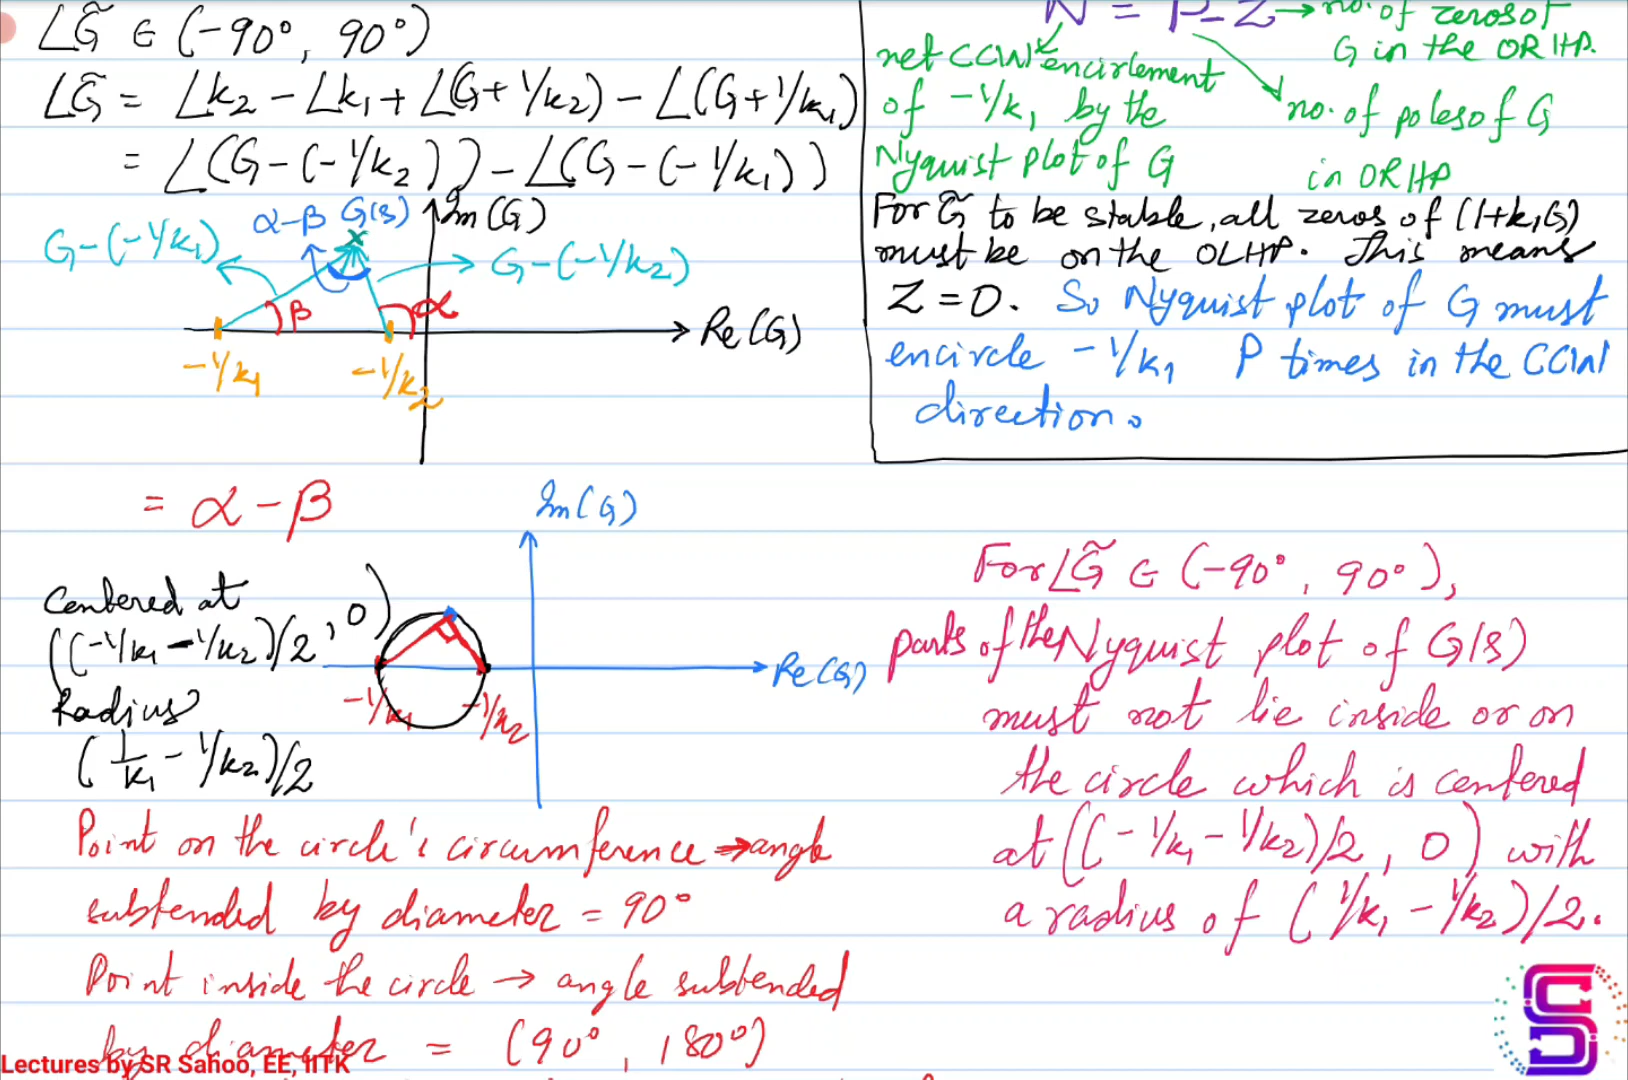 ∠G̃ ∈ (-90°, 90°)
∠G̃ = ∠k₂ - ∠k₁ + ∠(G + 1/k₂) - ∠(G + 1/k₁)
= ∠(G - (-1/k₂)) - ∠(G - (-1/k₁))
α-β G(s) Im(G)
G-(-1/k₁) G-(-1/k₂)
β α
Re(G)
-1/k₁ -1/k₂
= α - β
N = P - Z → no. of zeros of
G in the ORHP.
net CCW encirlement
of -1/k₁ by the
Nyquist plot of G
no. of poles of G
in ORHP
For G̃ to be stable, all zeros of (1+k₁G)
must be on the OLHP. This means
Z = 0. So Nyquist plot of G must
encircle -1/k₁ P times in the CCW
direction.
Im(G)
Centered at
((-1/k₁ - 1/k₂)/2, 0)
Radius
(1/k₁ - 1/k₂)/2
-1/k₁ -1/k₂
Re(G)
For ∠G̃ ∈ (-90°, 90°),
parts of the Nyquist plot of G(s)
must not lie inside or on
the circle which is centered
at ((-1/k₁ - 1/k₂)/2, 0) with
a radius of (1/k₁ - 1/k₂)/2.
Point on the circle's circumference → angle
subtended by diameter = 90°
Point inside the circle → angle subtended
by diameter = (90°, 180°)
Lectures by SR Sahoo, EE, IITK
S